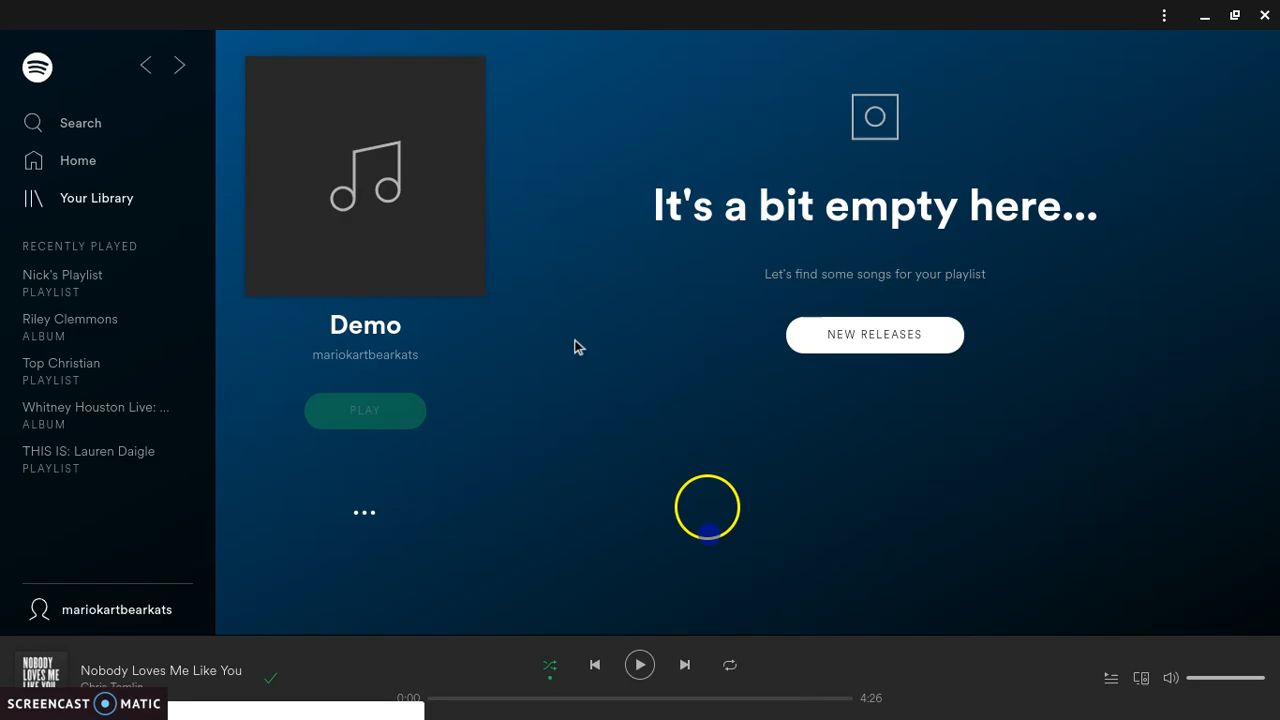 Search
Home
Your Library
RECENTLY PLAYED
Nick's Playlist
PLAYLIST
Riley Clemmons
ALBUM
Top Christian
PLAYLIST
Whitney Houston Live: ...
ALBUM
THIS IS: Lauren Daigle
PLAYLIST
mariokartbearkats
Demo
mariokartbearkats
PLAY
It's a bit empty here...
Let's find some songs for your playlist
NEW RELEASES
NOBODY
LOVES ME
LIKE YOU
Nobody Loves Me Like You
Chris Tomlin
0:00
4:26
SCREENCAST MATIC